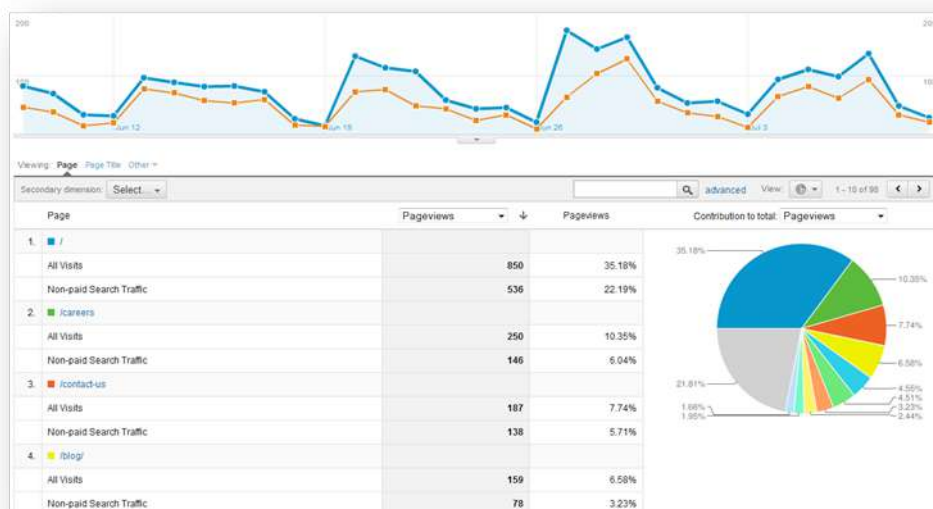 200
20
100
10
Jun 12
Jun 19
Jun 26
Jul 3
Viewing: Page Page Title Other
Secondary dimension: Select... advanced View: 1 - 10 of 98
Page Pageviews Pageviews Contribution to total: Pageviews
1. /
All Visits 850 35.18%
Non-paid Search Traffic 536 22.19%
2. /careers
All Visits 250 10.35%
Non-paid Search Traffic 146 6.04%
3. /contact-us
All Visits 187 7.74%
Non-paid Search Traffic 138 5.71%
4. /blog/
All Visits 159 6.58%
Non-paid Search Traffic 78 3.23%
35.18%
10.35%
7.74%
6.58%
4.55%
4.51%
3.23%
2.44%
21.81%
1.66%
1.95%